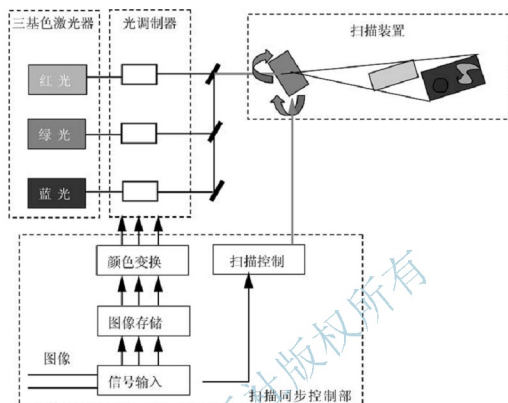 三基色激光器
光调制器
扫描装置
红光
绿光
蓝光
颜色变换
扫描控制
图像存储
图像
信号输入
扫描同步控制部
社版权所有